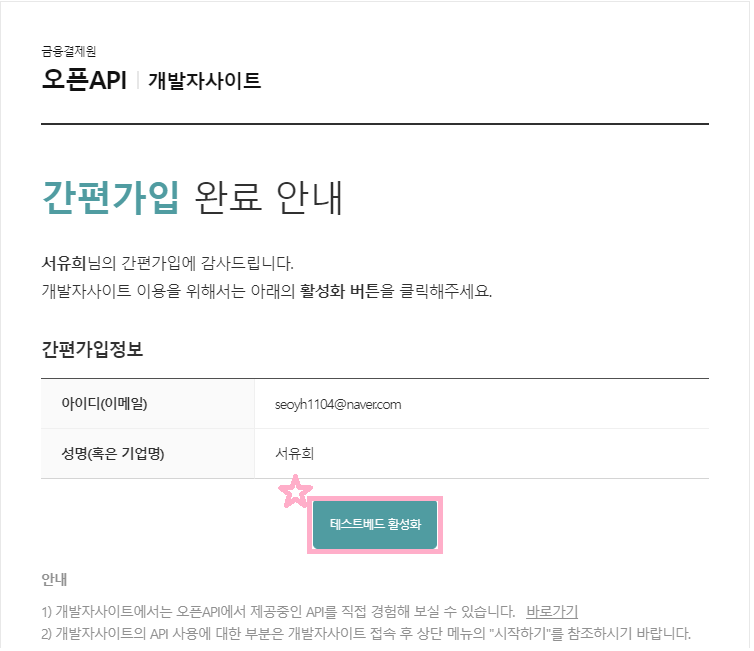 금융결제원
오픈API 개발자사이트
간편가입 완료 안내
서유희님의 간편가입에 감사드립니다.
개발자사이트 이용을 위해서는 아래의 활성화 버튼을 클릭해주세요.
간편가입정보
아이디(이메일) seoyh1104@naver.com
성명(혹은 기업명) 서유희
테스트베드 활성화
안내
1) 개발자사이트에서는 오픈API에서 제공중인 API를 직접 경험해 보실 수 있습니다. 바로가기
2) 개발자사이트의 API 사용에 대한 부분은 개발자사이트 접속 후 상단 메뉴의 "시작하기"를 참조하시기 바랍니다.